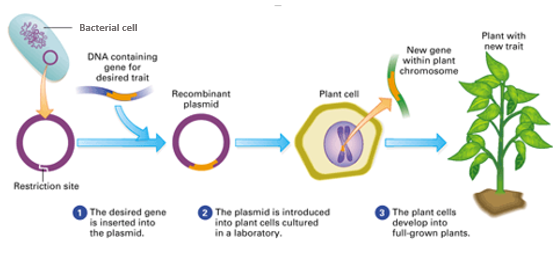 Bacterial cell
DNA containing
gene for
desired trait
Recombinant
plasmid
Plant cell
New gene
within plant
chromosome
Plant with
new trait
Restriction site
1 The desired gene
is inserted into
the plasmid.
2 The plasmid is introduced
into plant cells cultured
in a laboratory.
3 The plant cells
develop into
full-grown plants.